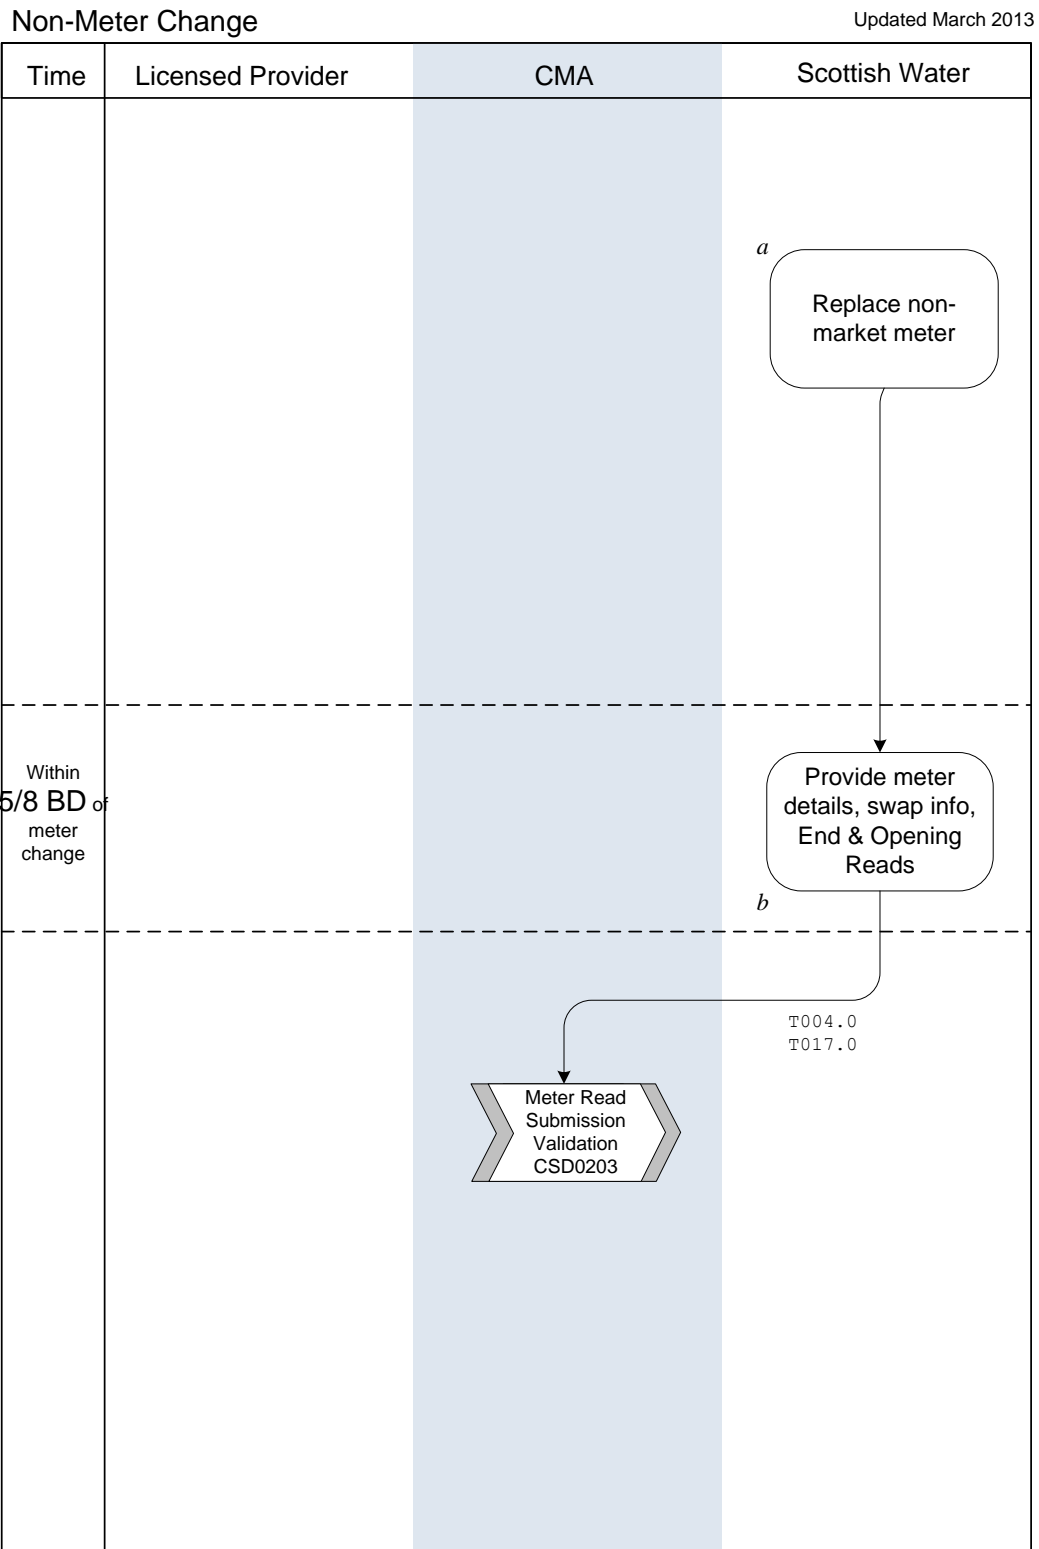 Non-Meter Change
Updated March 2013
Time
Licensed Provider
CMA
Scottish Water
a
Replace non-
market meter
Within
5/8 BD of
meter
change
Provide meter
details, swap info,
End & Opening
Reads
b
T004.0
T017.0
Meter Read
Submission
Validation
CSD0203